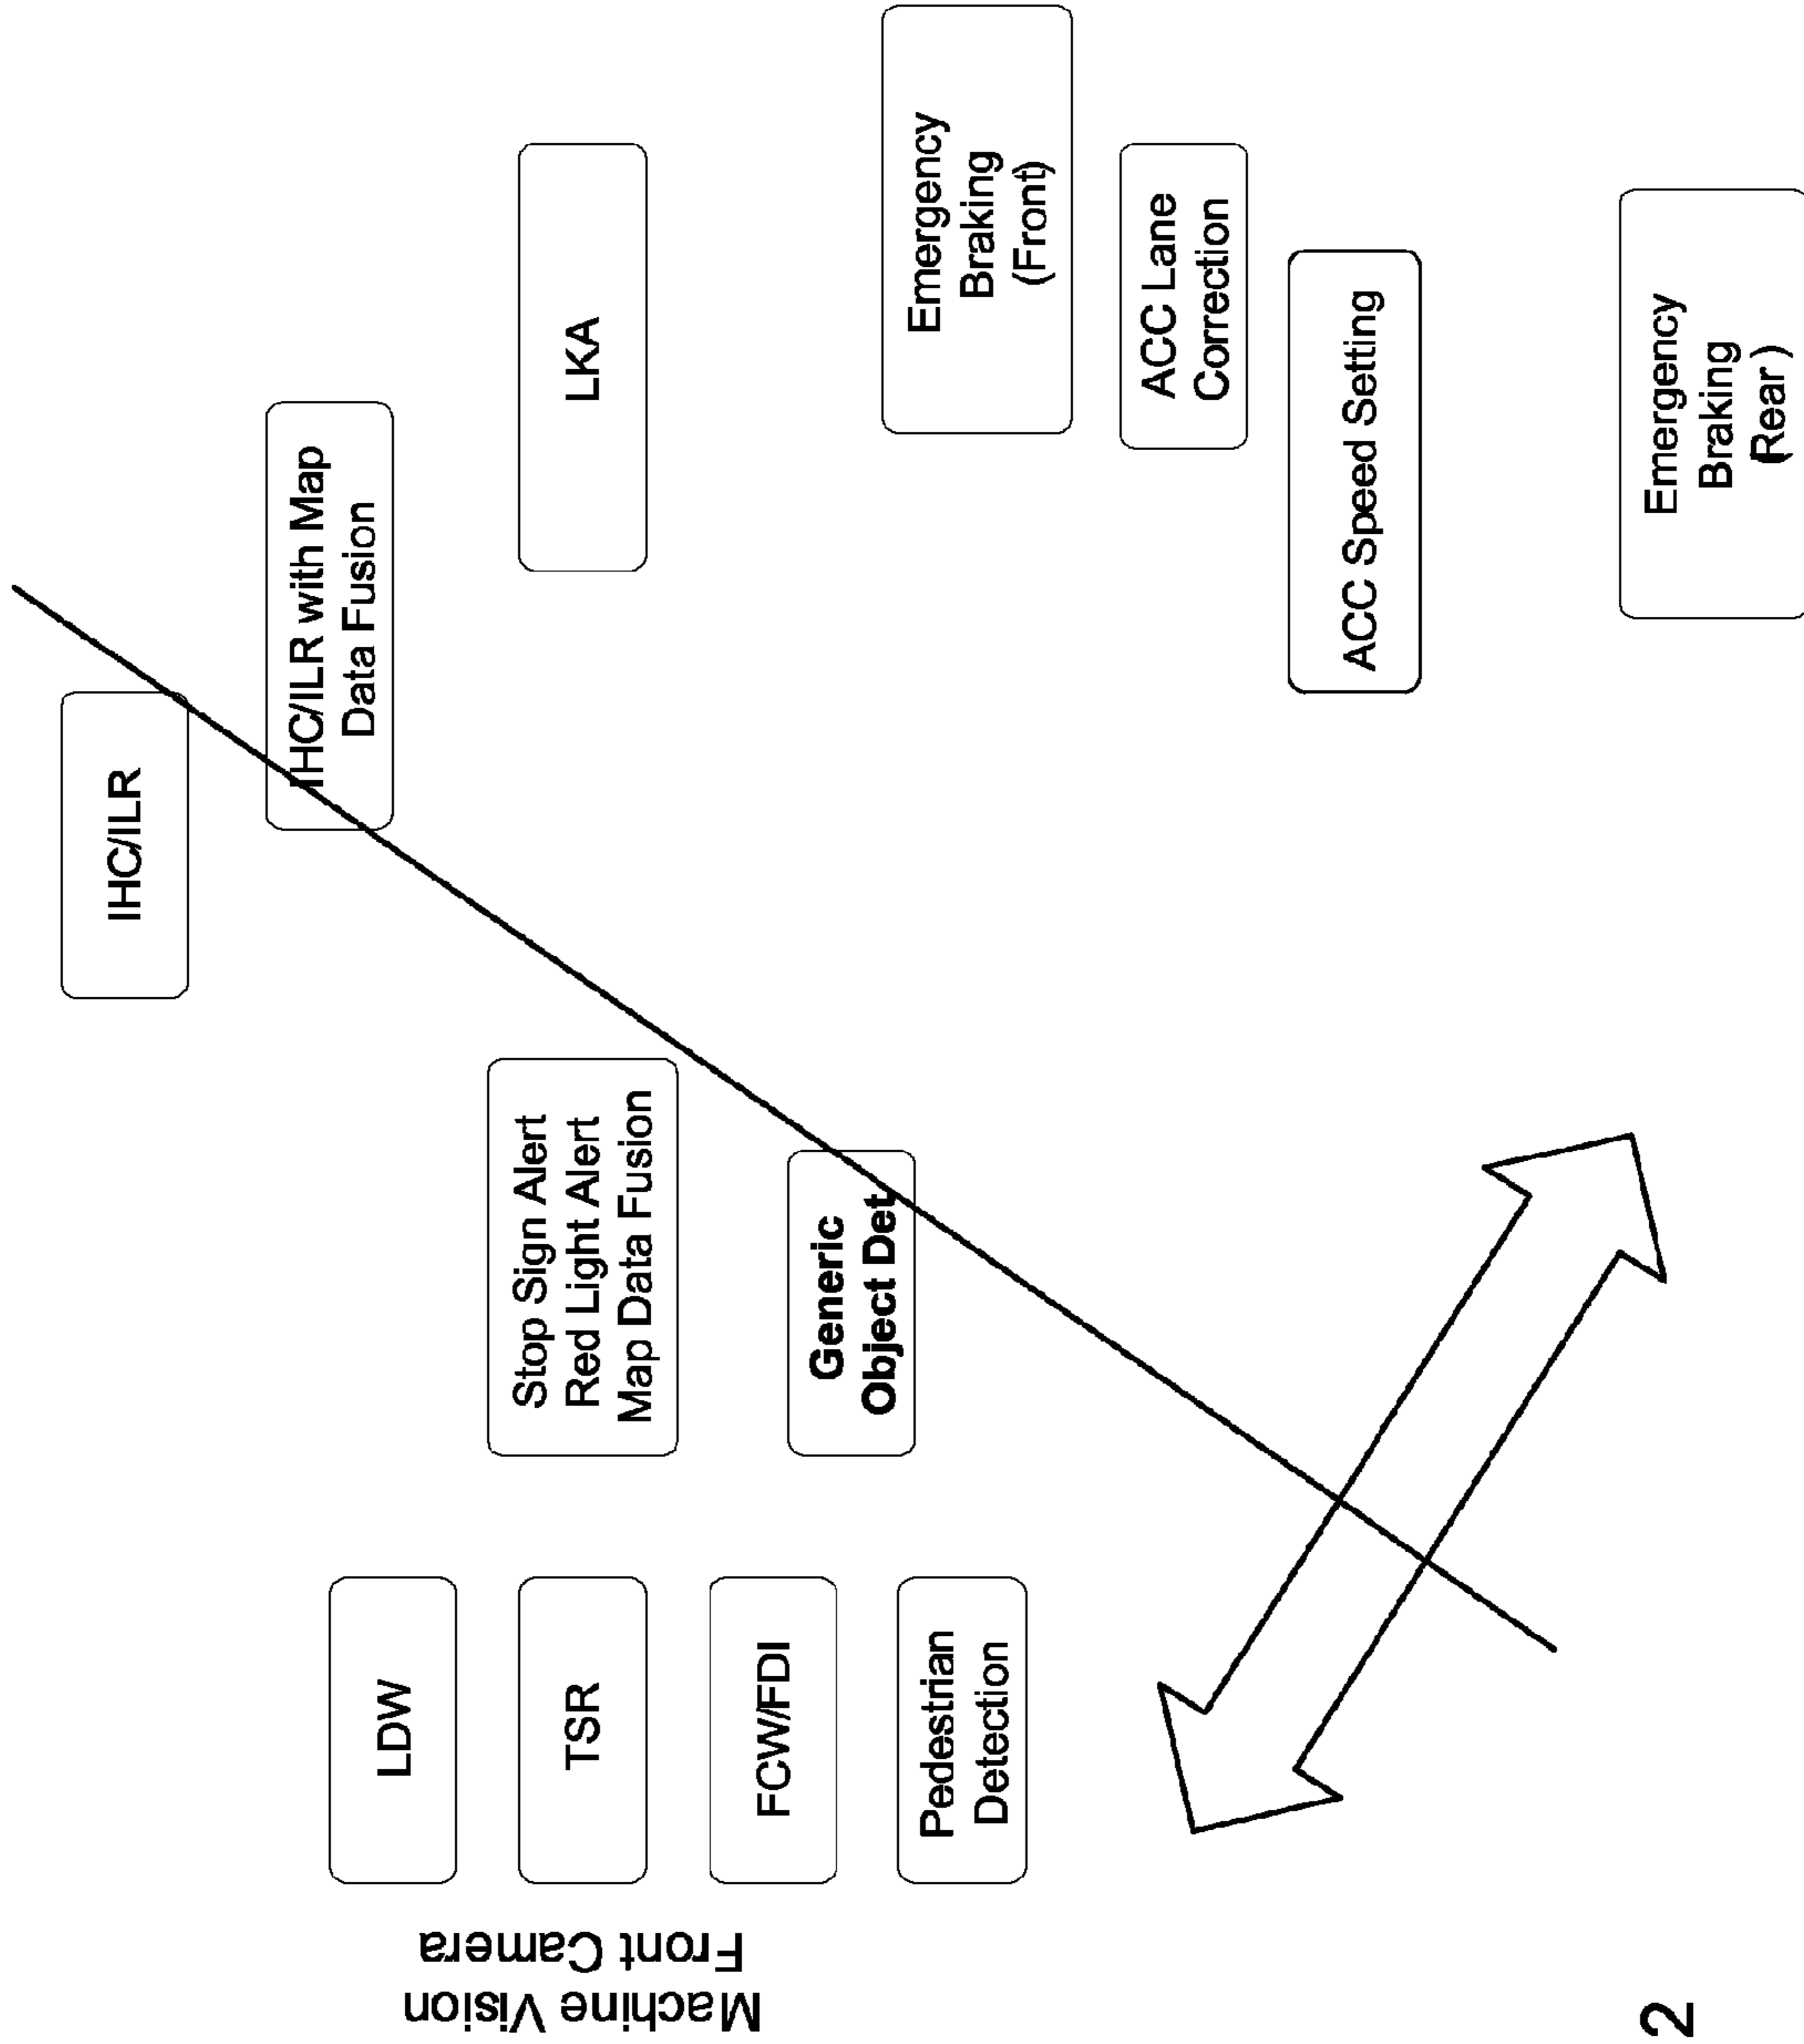 Machine Vision
Front Camera
LDW
TSR
FCW/FDI
Pedestrian
Detection
Stop Sign Alert
Red Light Alert
Map Data Fusion
Generic
Object Det
IHC/ILR
IHC/ILR with Map
Data Fusion
LKA
Emergency
Braking
(Front)
ACC Lane
Correction
ACC Speed Setting
Emergency
Braking
(Rear )
2